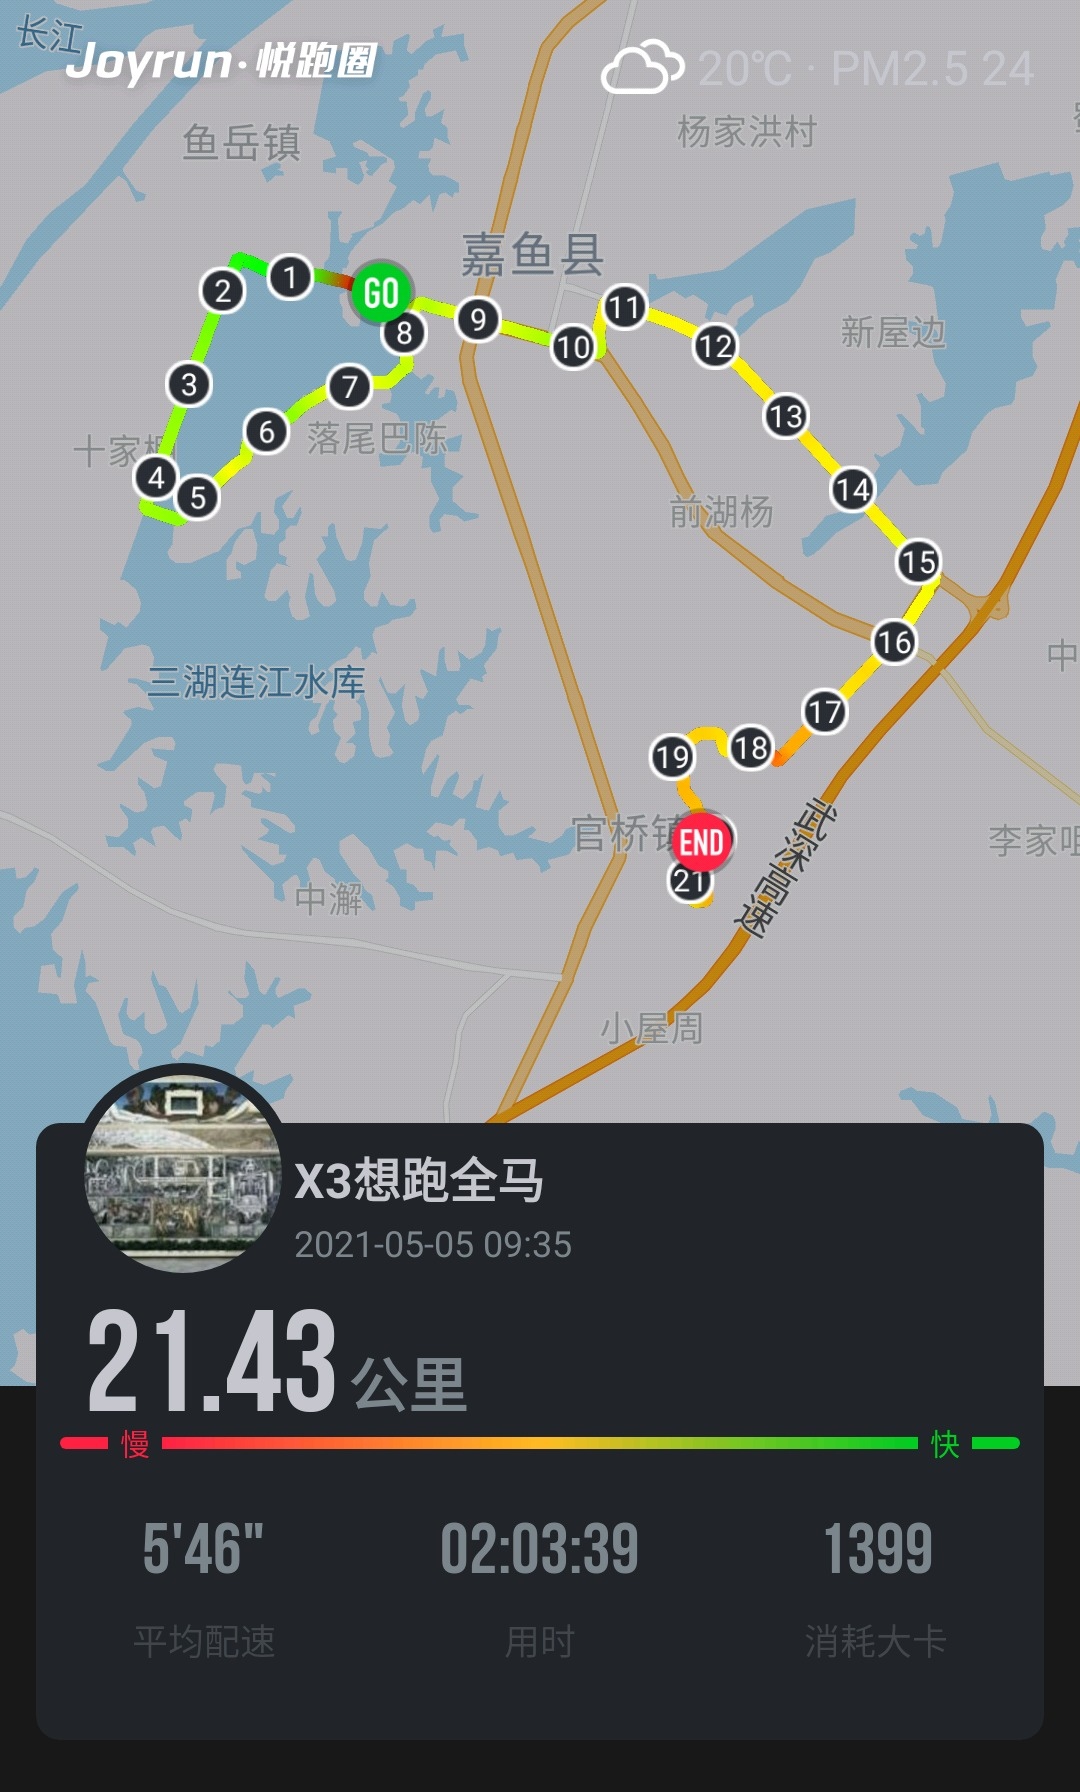 长江
Joyrun·悦跑圈
20℃ · PM2.5 24
鱼岳镇
杨家洪村
嘉鱼县
GO
1
2
3
4
5
6
7
8
9
10
11
12
13
14
15
16
17
18
19
21
END
新屋边
十家
落尾巴陈
前湖杨
三湖连江水库
中
官桥镇
武深高速
李家咀
中澥
小屋周
X3想跑全马
2021-05-05 09:35
21.43 公里
慢 快
5'46" 02:03:39 1399
平均配速 用时 消耗大卡